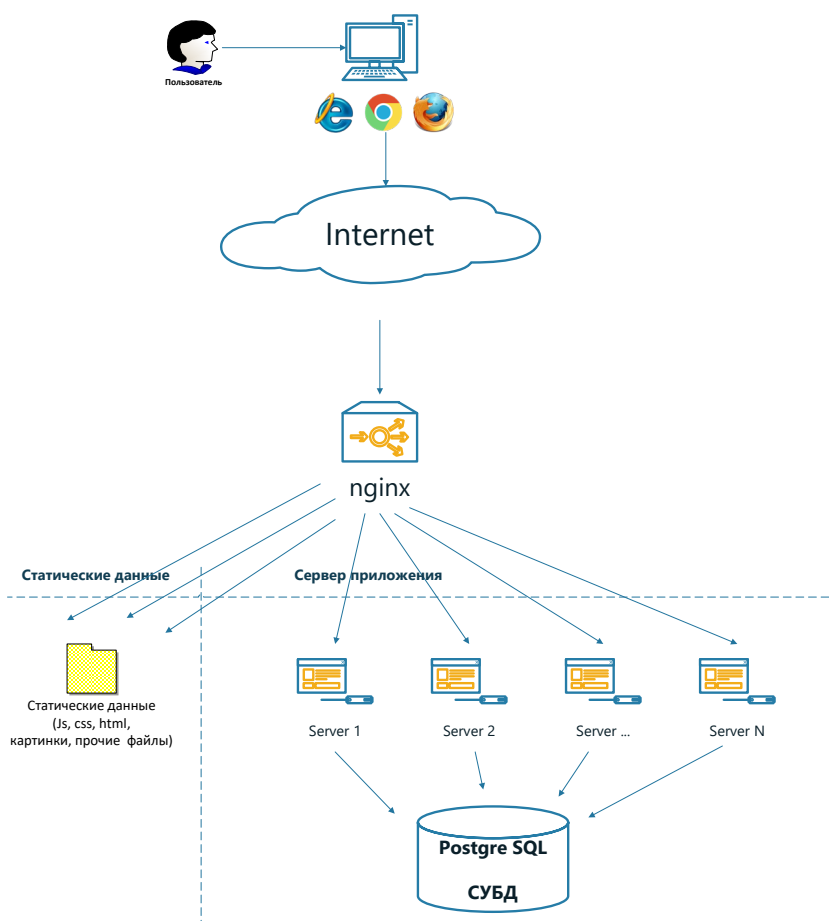 Пользователь
Internet
nginx
Статические данные
Сервер приложения
Статические данные
(Js, css, html,
картинки, прочие файлы)
Server 1
Server 2
Server ...
Server N
Postgre SQL
СУБД